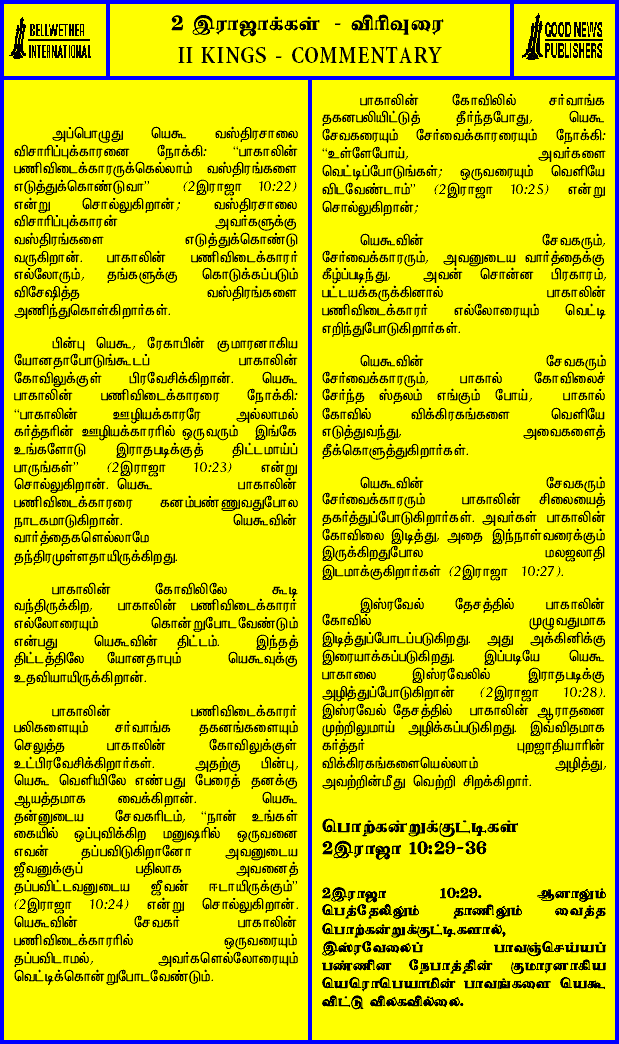 BELLWETHER
INTERNATIONAL
2 இராஜாக்கள் - விரிவுரை
II KINGS - COMMENTARY
GOOD NEWS
PUBLISHERS
அப்பொழுது யெகூ வஸ்திரசாலை
விசாரிப்புக்காரனை நோக்கி: “பாகாலின்
பணிவிடைக்காரருக்கெல்லாம் வஸ்திரங்களை
எடுத்துக்கொண்டுவா” (2இராஜா 10:22)
என்று சொல்லுகிறான்; வஸ்திரசாலை
விசாரிப்புக்காரன் அவர்களுக்கு
வஸ்திரங்களை எடுத்துக்கொண்டு
வருகிறான். பாகாலின் பணிவிடைக்காரர்
எல்லோரும், தங்களுக்கு கொடுக்கப்படும்
விசேஷித்த வஸ்திரங்களை
அணிந்துகொள்கிறார்கள்.
பின்பு யெகூ, ரேகாபின் குமாரனாகிய
யோனதாபோடுங்கூடப் பாகாலின்
கோவிலுக்குள் பிரவேசிக்கிறான். யெகூ
பாகாலின் பணிவிடைக்காரரை நோக்கி:
“பாகாலின் ஊழியக்காரரே அல்லாமல்
கர்த்தரின் ஊழியக்காரரில் ஒருவரும் இங்கே
உங்களோடு இராதபடிக்குத் திட்டமாய்ப்
பாருங்கள்” (2இராஜா 10:23) என்று
சொல்லுகிறான். யெகூ பாகாலின்
பணிவிடைக்காரரை கனம்பண்ணுவதுபோல
நாடகமாடுகிறான். யெகூவின்
வார்த்தைகளெல்லாமே
தந்திரமுள்ளதாயிருக்கிறது.
பாகாலின் கோவிலிலே கூடி
வந்திருக்கிற, பாகாலின் பணிவிடைக்காரர்
எல்லோரையும் கொன்றுபோடவேண்டும்
என்பது யெகூவின் திட்டம். இந்தத்
திட்டத்திலே யோனதாபும் யெகூவுக்கு
உதவியாயிருக்கிறான்.
பாகாலின் பணிவிடைக்காரர்
பலிகளையும் சர்வாங்க தகனங்களையும்
செலுத்த பாகாலின் கோவிலுக்குள்
உட்பிரவேசிக்கிறார்கள். அதற்கு பின்பு,
யெகூ வெளியிலே எண்பது பேரைத் தனக்கு
ஆயத்தமாக வைக்கிறான். யெகூ
தன்னுடைய சேவகரிடம், “நான் உங்கள்
கையில் ஒப்புவிக்கிற மனுஷரில் ஒருவனை
எவன் தப்பவிடுகிறானோ அவனுடைய
ஜீவனுக்குப் பதிலாக அவனைத்
தப்பவிட்டவனுடைய ஜீவன் ஈடாயிருக்கும்”
(2இராஜா 10:24) என்று சொல்லுகிறான்.
யெகூவின் சேவகர் பாகாலின்
பணிவிடைக்காரரில் ஒருவரையும்
தப்பவிடாமல், அவர்களெல்லோரையும்
வெட்டிக்கொன்றுபோடவேண்டும்.
பாகாலின் கோவிலில் சர்வாங்க
தகனபலியிட்டுத் தீர்ந்தபோது, யெகூ
சேவகரையும் சேர்வைக்காரரையும் நோக்கி:
“உள்ளேபோய், அவர்களை
வெட்டிப்போடுங்கள்; ஒருவரையும் வெளியே
விடவேண்டாம்” (2இராஜா 10:25) என்று
சொல்லுகிறான்;
யெகூவின் சேவகரும்,
சேர்வைக்காரரும், அவனுடைய வார்த்தைக்கு
கீழ்ப்படிந்து, அவன் சொன்ன பிரகாரம்,
பட்டயக்கருக்கினால் பாகாலின்
பணிவிடைக்காரர் எல்லோரையும் வெட்டி
எறிந்துபோடுகிறார்கள்.
யெகூவின் சேவகரும்
சேர்வைக்காரரும், பாகால் கோவிலைச்
சேர்ந்த ஸ்தலம் எங்கும் போய், பாகால்
கோவில் விக்கிரகங்களை வெளியே
எடுத்துவந்து, அவைகளைத்
தீக்கொளுத்துகிறார்கள்.
யெகூவின் சேவகரும்
சேர்வைக்காரரும் பாகாலின் சிலையைத்
தகர்த்துப்போடுகிறார்கள். அவர்கள் பாகாலின்
கோவிலை இடித்து, அதை இந்நாள்வரைக்கும்
இருக்கிறதுபோல மலஜலாதி
இடமாக்குகிறார்கள் (2இராஜா 10:27).
இஸ்ரவேல் தேசத்தில் பாகாலின்
கோவில் முழுவதுமாக
இடித்துப்போடப்படுகிறது. அது அக்கினிக்கு
இரையாக்கப்படுகிறது. இப்படியே யெகூ
பாகாலை இஸ்ரவேலில் இராதபடிக்கு
அழித்துப்போடுகிறான் (2இராஜா 10:28).
இஸ்ரவேல் தேசத்தில் பாகாலின் ஆராதனை
முற்றிலுமாய் அழிக்கப்படுகிறது. இவ்விதமாக
கர்த்தர் புறஜாதியாரின்
விக்கிரகங்களையெல்லாம் அழித்து,
அவற்றின்மீது வெற்றி சிறக்கிறார்.
பொற்கன்றுக்குட்டிகள்
2இராஜா 10:29-36
2இராஜா 10:29. ஆனாலும்
பெத்தேலிலும் தாணிலும் வைத்த
பொற்கன்றுக்குட்டிகளால்,
இஸ்ரவேலைப் பாவஞ்செய்யப்
பண்ணின நேபாத்தின் குமாரனாகிய
யெரொபெயாமின் பாவங்களை யெகூ
விட்டு விலகவில்லை.